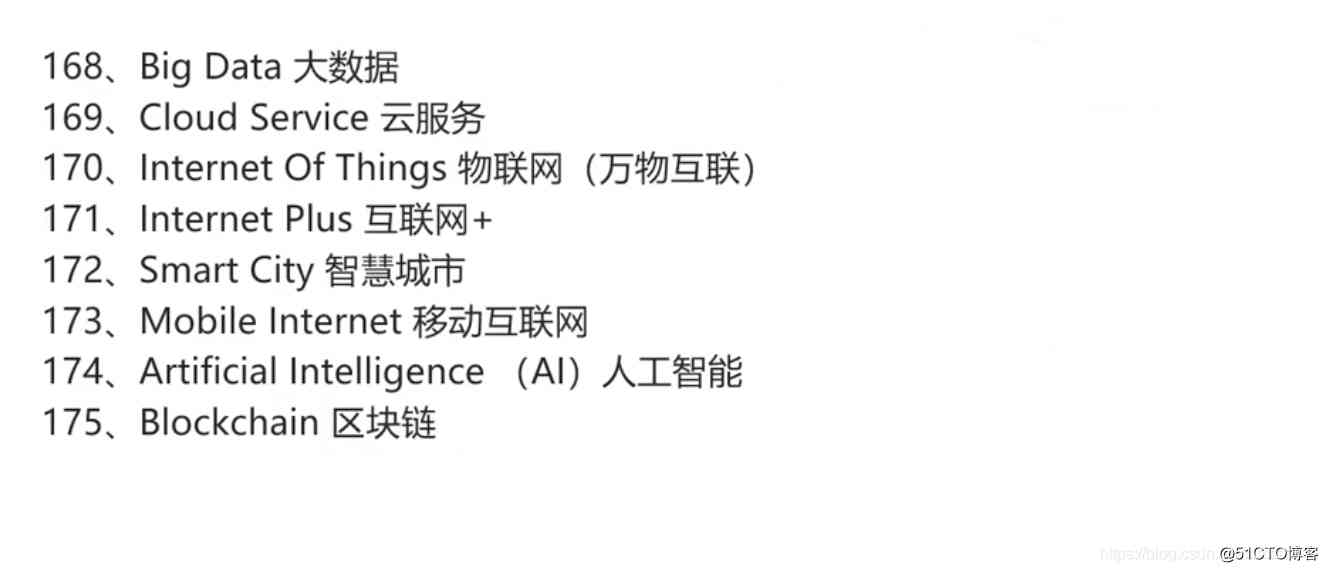 168、Big Data 大数据
169、Cloud Service 云服务
170、Internet Of Things 物联网（万物互联）
171、Internet Plus 互联网+
172、Smart City 智慧城市
173、Mobile Internet 移动互联网
174、Artificial Intelligence （AI）人工智能
175、Blockchain 区块链
https://blog.csdn. @51CTO博客